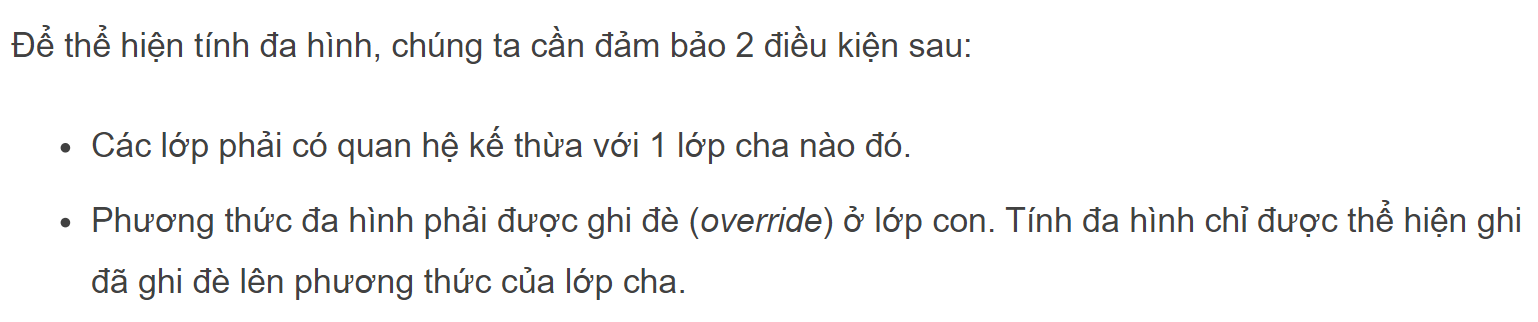 Để thể hiện tính đa hình, chúng ta cần đảm bảo 2 điều kiện sau:
• Các lớp phải có quan hệ kế thừa với 1 lớp cha nào đó.
• Phương thức đa hình phải được ghi đè (override) ở lớp con. Tính đa hình chỉ được thể hiện ghi
đã ghi đè lên phương thức của lớp cha.